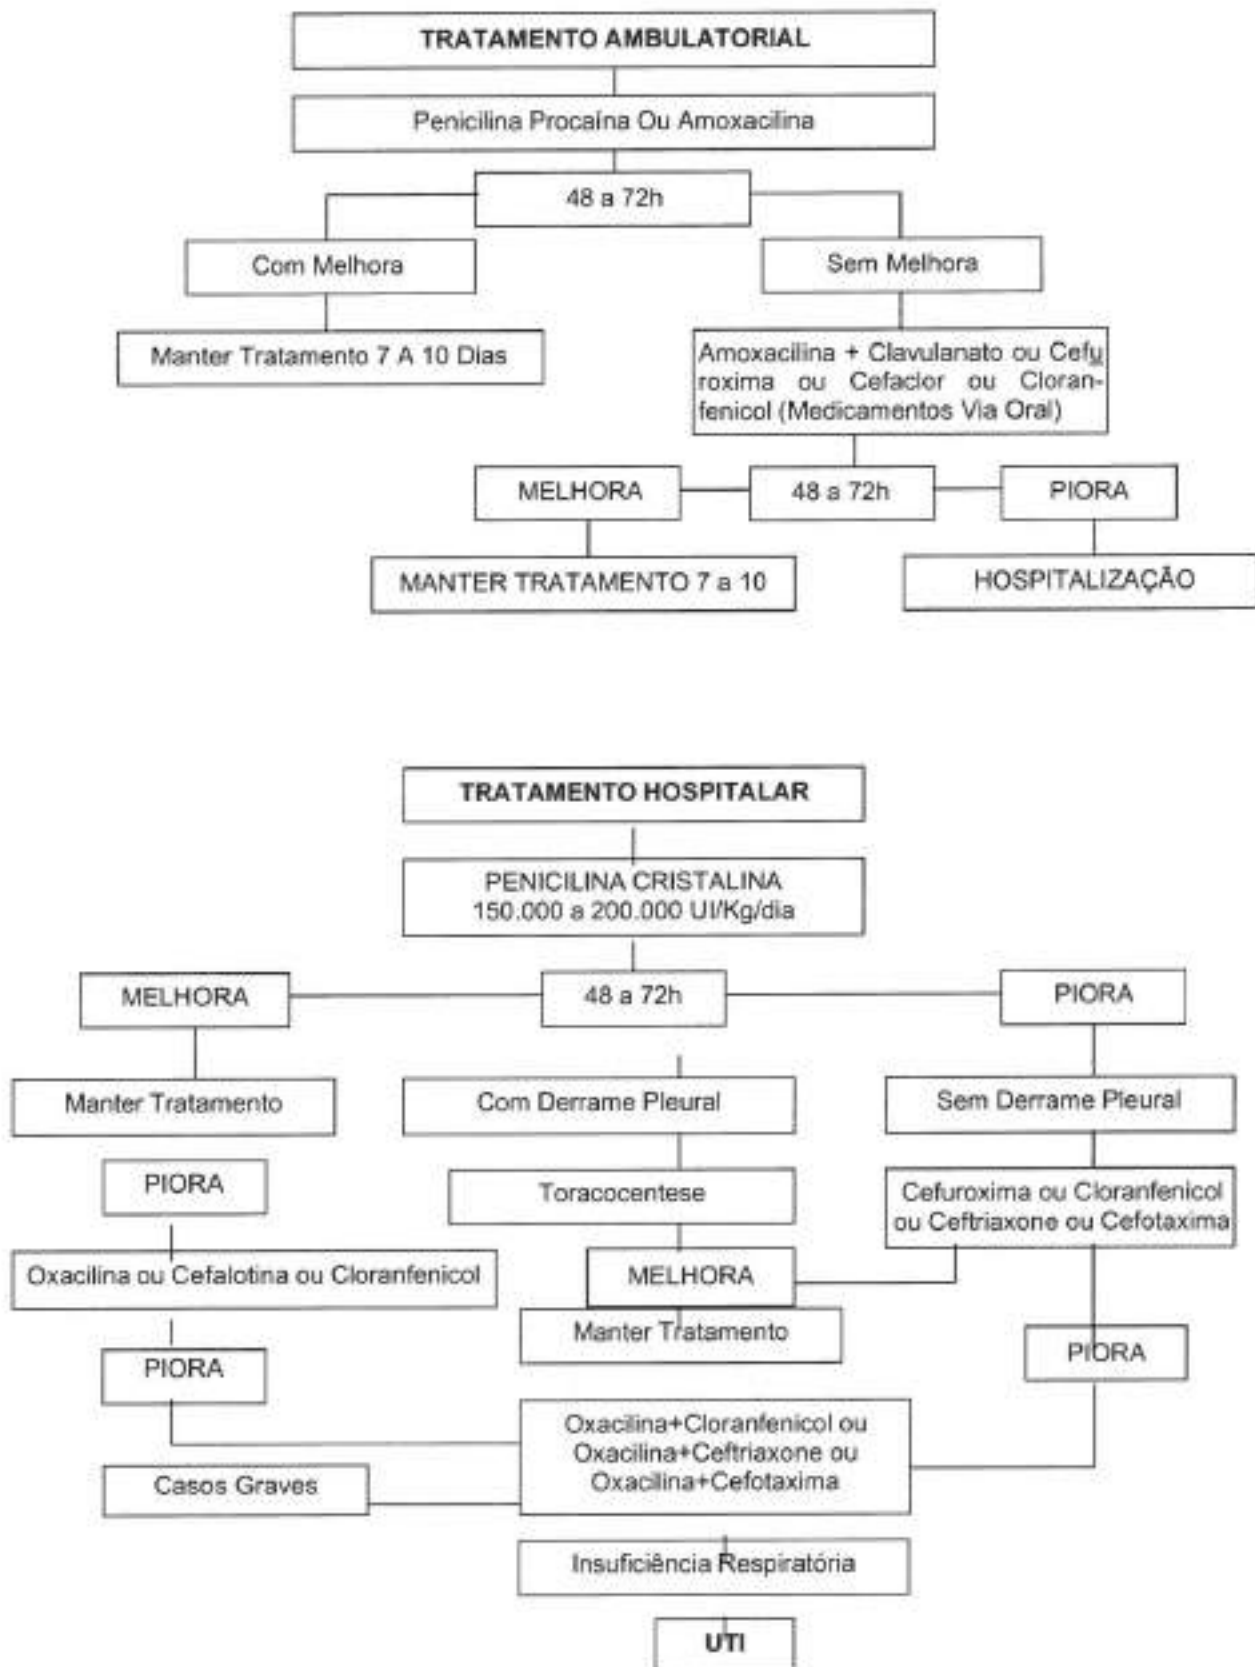 TRATAMENTO AMBULATORIAL
Penicilina Procaína Ou Amoxacilina
48 a 72h
Com Melhora
Sem Melhora
Manter Tratamento 7 A 10 Dias
Amoxacilina + Clavulanato ou Cefu
roxima ou Cefaclor ou Cloran-
fenicol (Medicamentos Via Oral)
MELHORA
48 a 72h
PIORA
MANTER TRATAMENTO 7 a 10
HOSPITALIZAÇÃO
TRATAMENTO HOSPITALAR
PENICILINA CRISTALINA
150.000 a 200.000 UI/Kg/dia
MELHORA
48 a 72h
PIORA
Manter Tratamento
Com Derrame Pleural
Sem Derrame Pleural
PIORA
Toracocentese
Cefuroxima ou Cloranfenicol
ou Ceftriaxone ou Cefotaxima
Oxacilina ou Cefalotina ou Cloranfenicol
MELHORA
Manter Tratamento
PIORA
PIORA
Oxacilina+Cloranfenicol ou
Oxacilina+Ceftriaxone ou
Oxacilina+Cefotaxima
Casos Graves
Insuficiência Respiratória
UTI